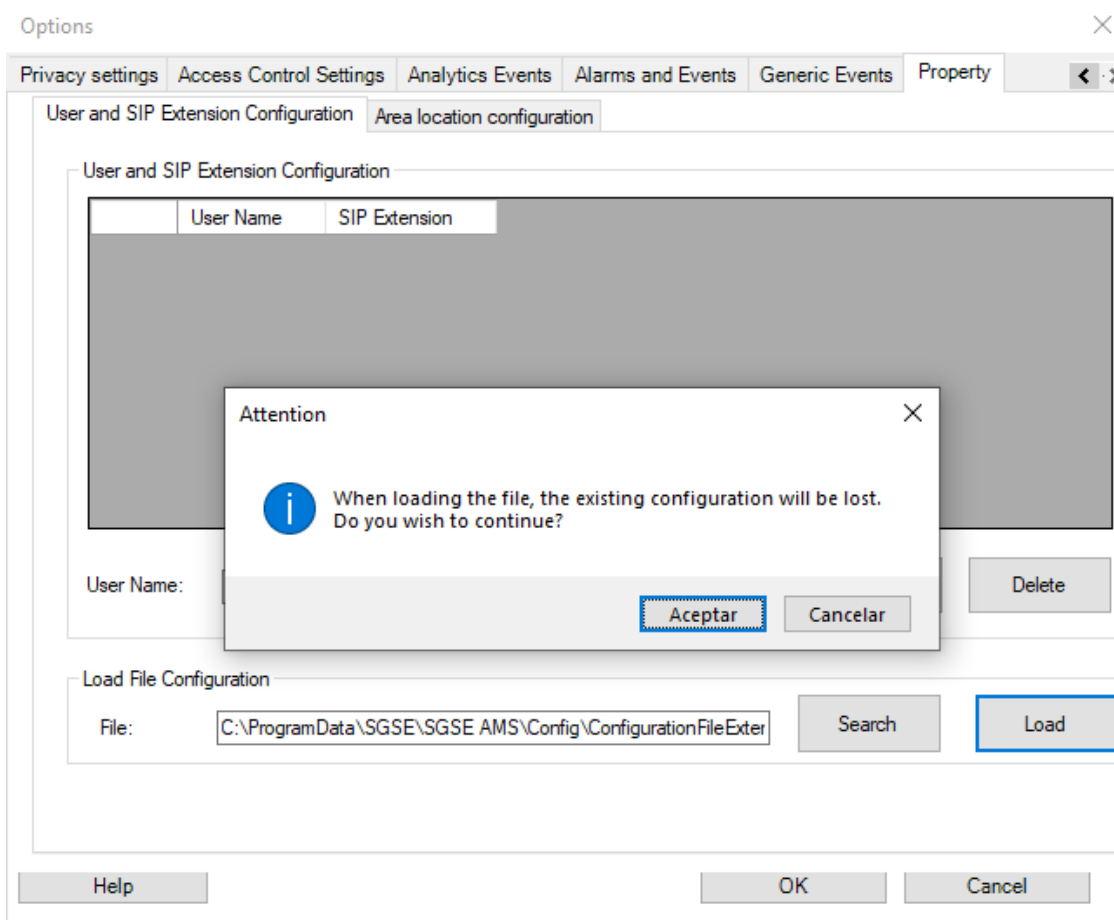 Options
Privacy settings Access Control Settings Analytics Events Alarms and Events Generic Events Property
User and SIP Extension Configuration Area location configuration
User and SIP Extension Configuration
User Name SIP Extension
Attention
When loading the file, the existing configuration will be lost.
Do you wish to continue?
Aceptar Cancelar
User Name: Delete
Load File Configuration
File: C:\ProgramData\SGSE\SGSE AMS\Config\ConfigurationFileExter Search Load
Help OK Cancel